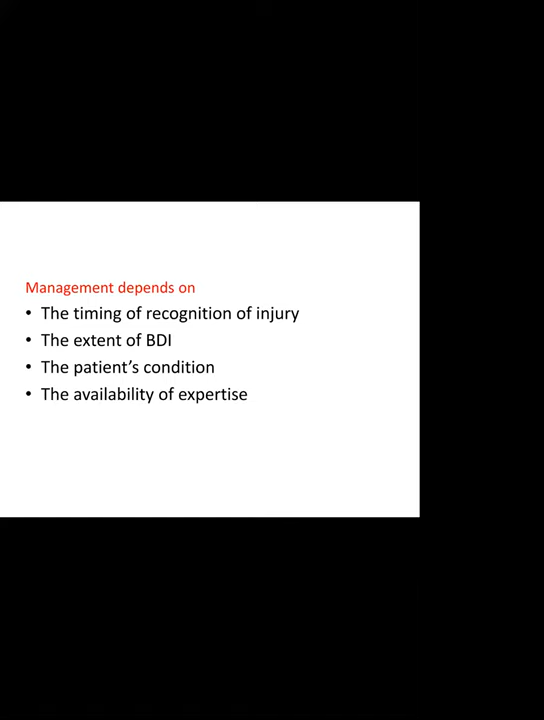 Management depends on
• The timing of recognition of injury
• The extent of BDI
• The patient’s condition
• The availability of expertise